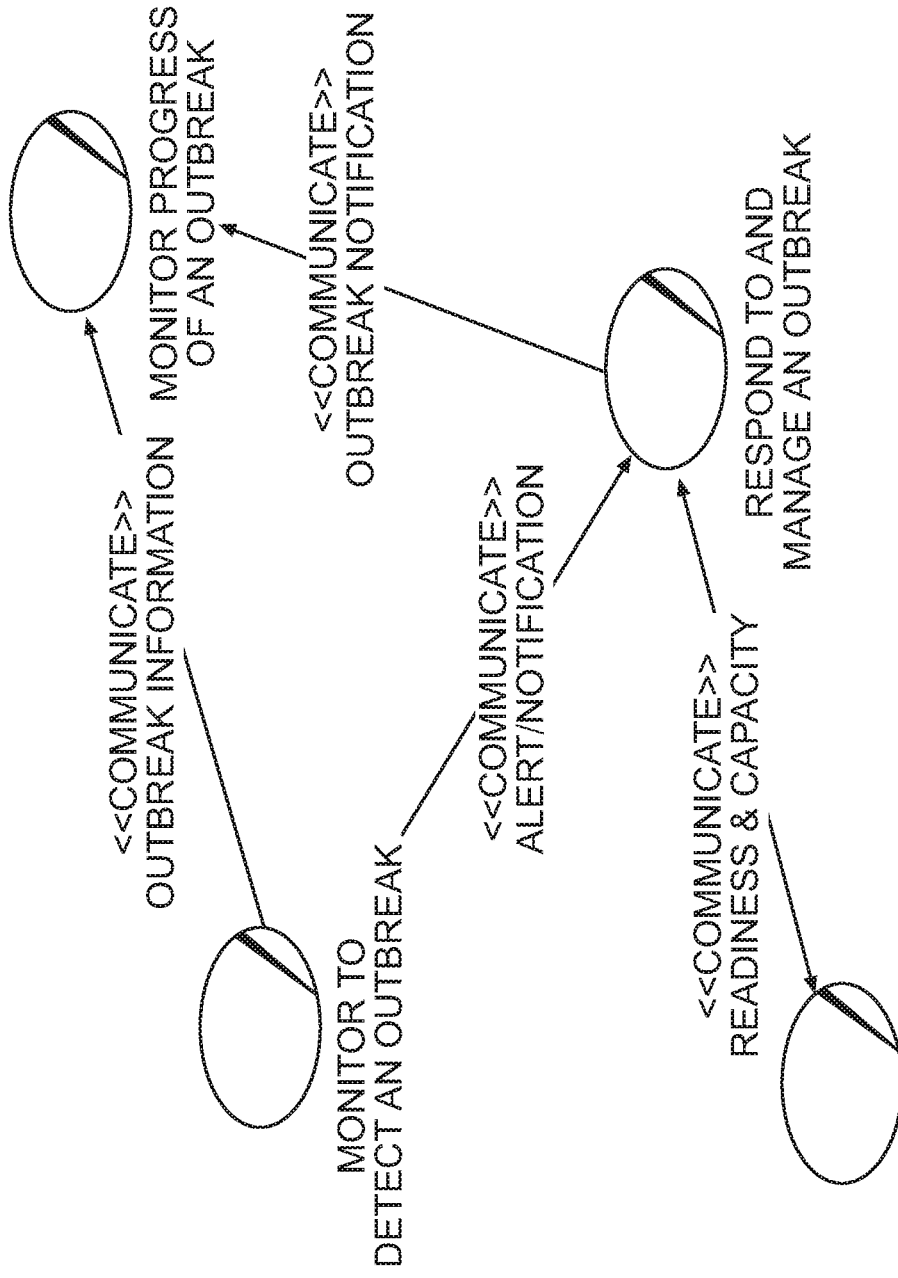 <<COMMUNICATE>>
OUTBREAK INFORMATION
MONITOR PROGRESS
OF AN OUTBREAK
<<COMMUNICATE>>
OUTBREAK NOTIFICATION
MONITOR TO
DETECT AN OUTBREAK
<<COMMUNICATE>>
ALERT/NOTIFICATION
RESPOND TO AND
MANAGE AN OUTBREAK
<<COMMUNICATE>>
READINESS & CAPACITY